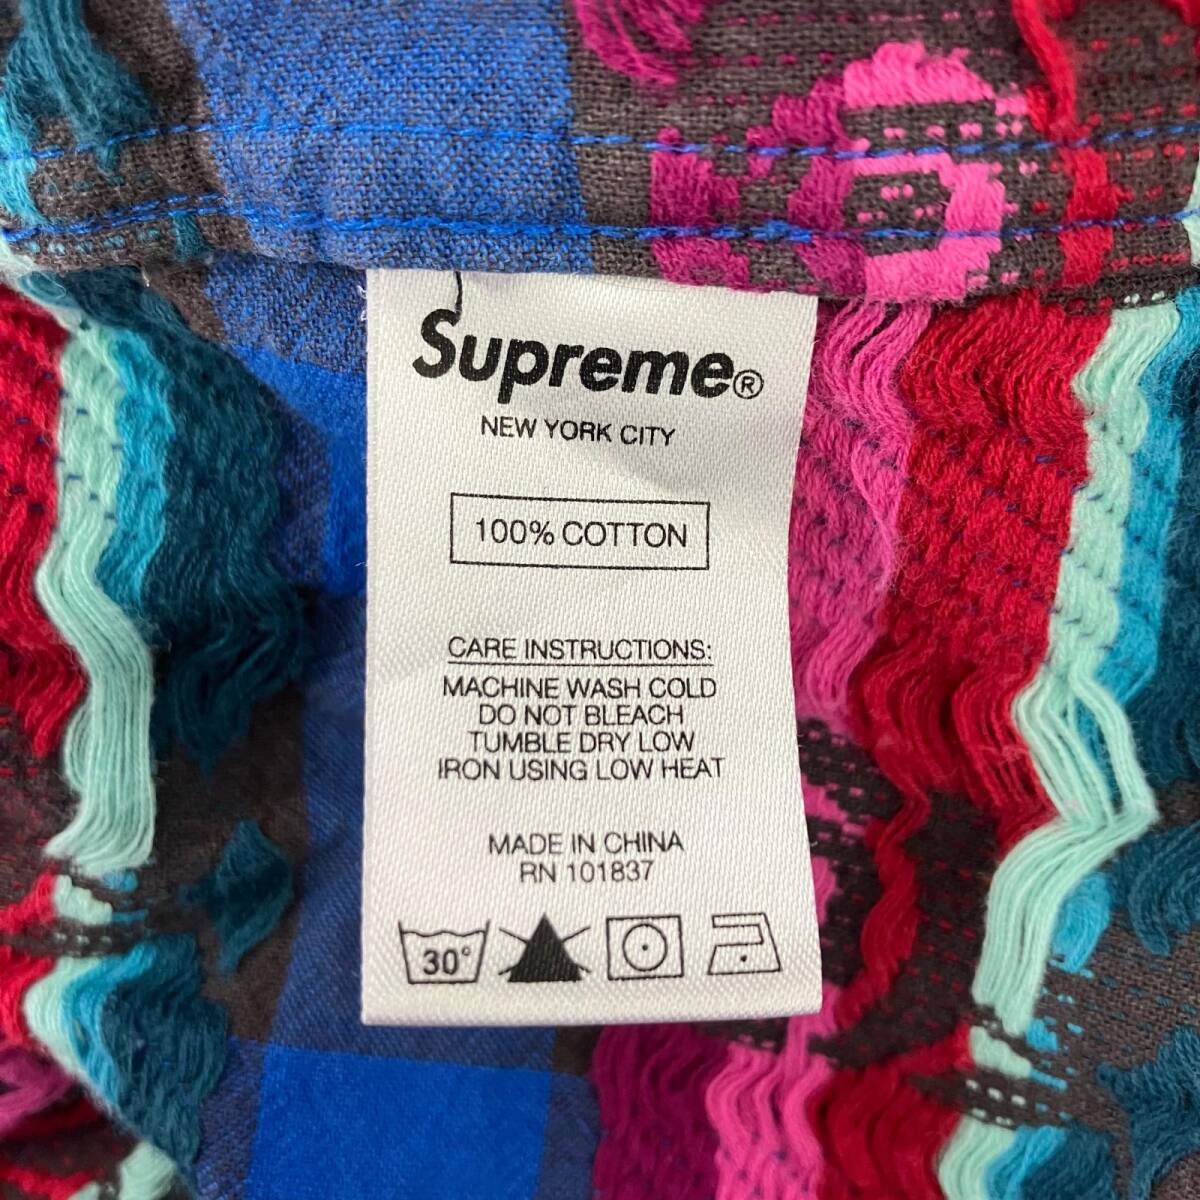 Supreme®
NEW YORK CITY
100% COTTON
CARE INSTRUCTIONS:
MACHINE WASH COLD
DO NOT BLEACH
TUMBLE DRY LOW
IRON USING LOW HEAT
MADE IN CHINA
RN 101837
30°